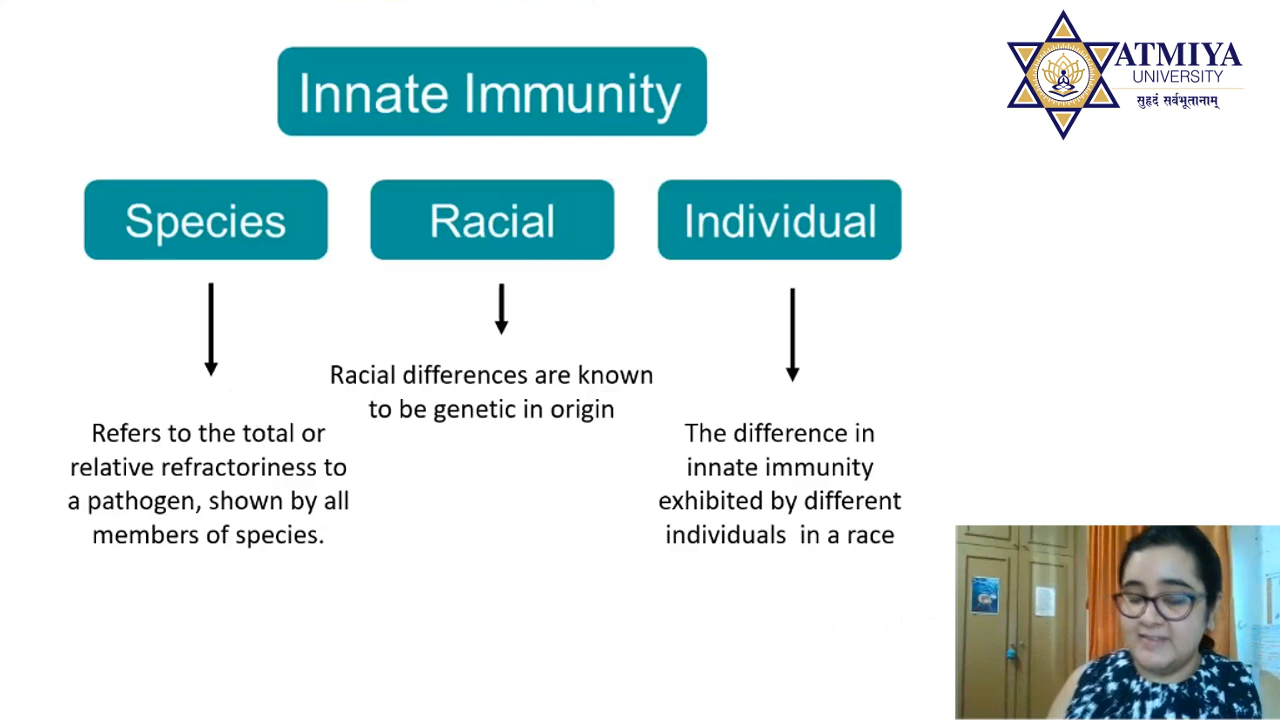 Innate Immunity
ATMIYA
UNIVERSITY
सुहृदं सर्वभूतानाम्
Species
Racial
Individual
Racial differences are known
to be genetic in origin
Refers to the total or
relative refractoriness to
a pathogen, shown by all
members of species.
The difference in
innate immunity
exhibited by different
individuals in a race